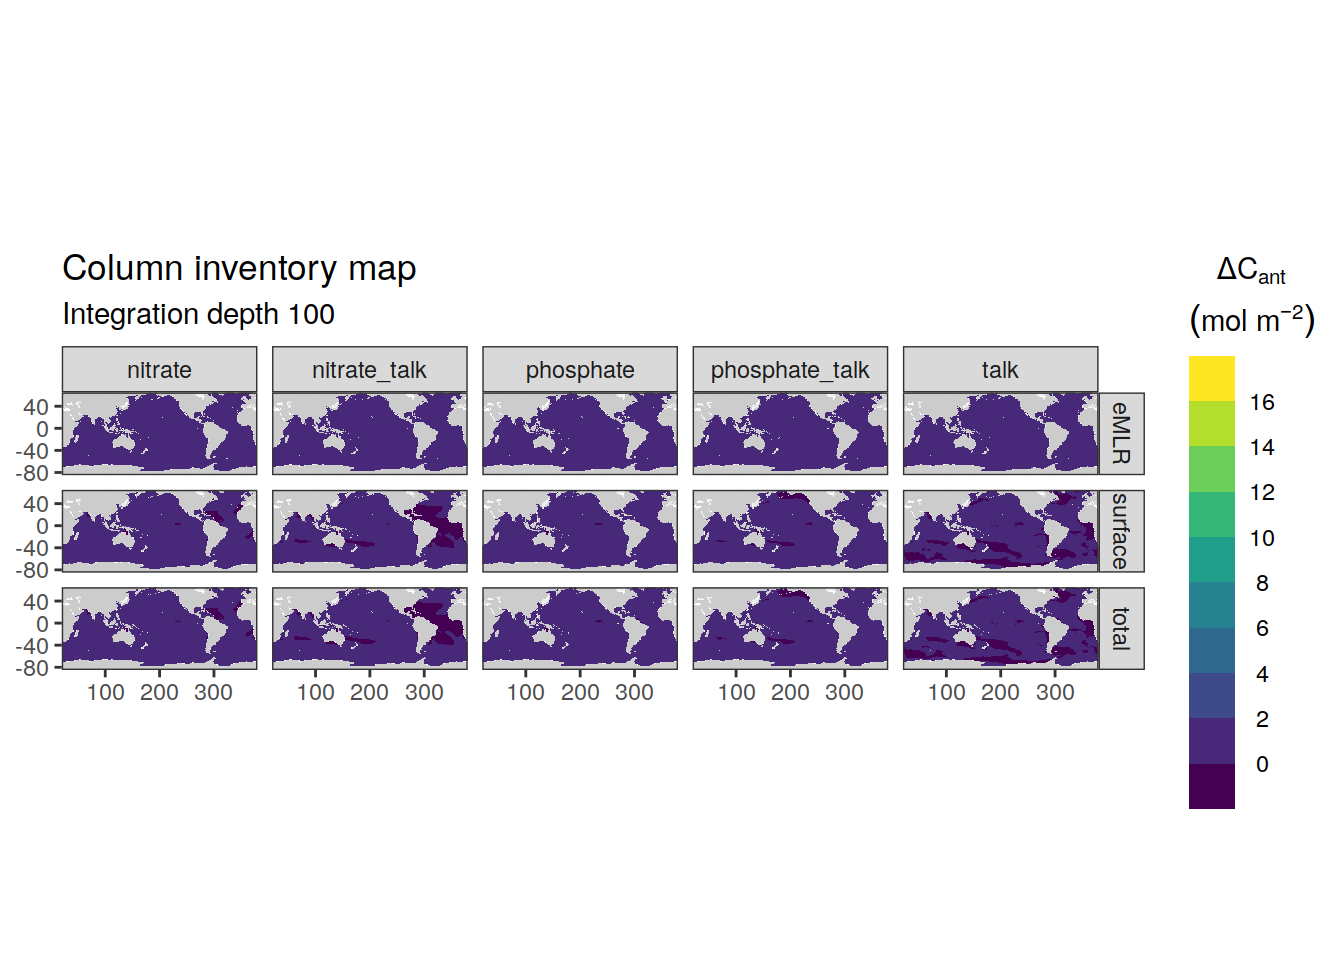 Column inventory map
Integration depth 100
ΔCant
(mol m−2)
nitrate nitrate_talk phosphate phosphate_talk talk
40
0
-40
-80
eMLR
40
0
-40
-80
surface
40
0
-40
-80
total
100 200 300 100 200 300 100 200 300 100 200 300 100 200 300
16
14
12
10
8
6
4
2
0